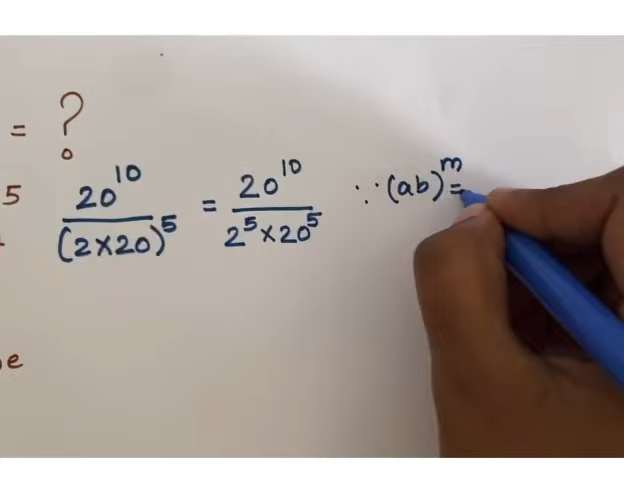 = ?
5 20^10 / (2×20)^5 = 20^10 / 2^5×20^5 ∵ (ab)^m =
e